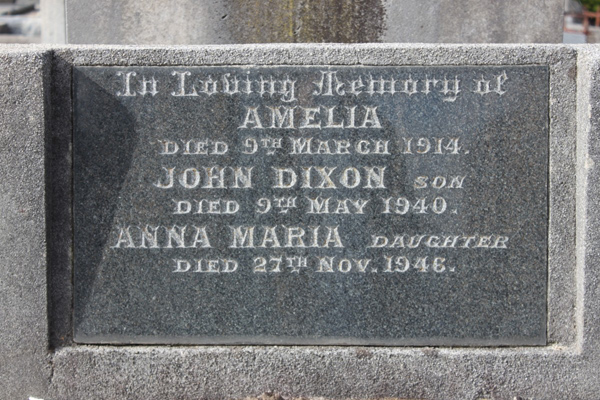 In Loving Memory of
AMELIA
DIED 9TH MARCH 1914.
JOHN DIXON SON
DIED 9TH MAY 1940.
ANNA MARIA DAUGHTER
DIED 27TH NOV. 1946.